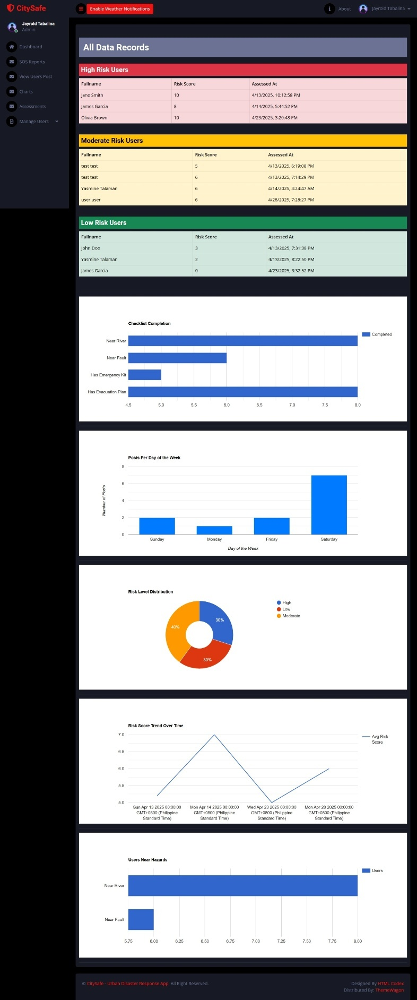 CitySafe
Enable Weather Notifications
About
Jayrold Tabalina
Jayrold Tabalina
Admin
Dashboard
SOS Reports
View Users Post
Charts
Assessments
Manage Users
All Data Records
High Risk Users
Fullname Risk Score Assessed At
Jane Smith 10 4/13/2025, 10:12:58 PM
James Garcia 8 4/14/2025, 5:44:52 PM
Olivia Brown 10 4/23/2025, 3:20:48 PM
Moderate Risk Users
Fullname Risk Score Assessed At
test test 5 4/13/2025, 6:19:08 PM
test test 6 4/13/2025, 7:14:29 PM
Yasmine Talaman 6 4/14/2025, 3:24:47 AM
user user 6 4/28/2025, 7:28:27 PM
Low Risk Users
Fullname Risk Score Assessed At
John Doe 3 4/13/2025, 7:31:38 PM
Yasmine Talaman 2 4/13/2025, 8:22:50 PM
James Garcia 0 4/23/2025, 3:32:52 PM
Checklist Completion
Completed
Near River
Near Fault
Has Emergency Kit
Has Evacuation Plan
4.5 5.0 5.5 6.0 6.5 7.0 7.5 8.0
Posts Per Day of the Week
Number of Posts
8
6
4
2
0
Sunday Monday Friday Saturday
Day of the Week
Risk Level Distribution
High
Low
Moderate
30%
40%
30%
Risk Score Trend Over Time
Avg Risk
Score
7.0
6.5
6.0
5.5
5.0
Sun Apr 13 2025 00:00:00 Mon Apr 14 2025 00:00:00 Wed Apr 23 2025 00:00:00 Mon Apr 28 2025 00:00:00
GMT+0800 (Philippine GMT+0800 (Philippine GMT+0800 (Philippine GMT+0800 (Philippine
Standard Time) Standard Time) Standard Time) Standard Time)
Users Near Hazards
Users
Near River
Near Fault
5.75 6.00 6.25 6.50 6.75 7.00 7.25 7.50 7.75 8.00
© CitySafe - Urban Disaster Response App, All Right Reserved.
Designed By HTML Codex
Distributed By: ThemeWagon